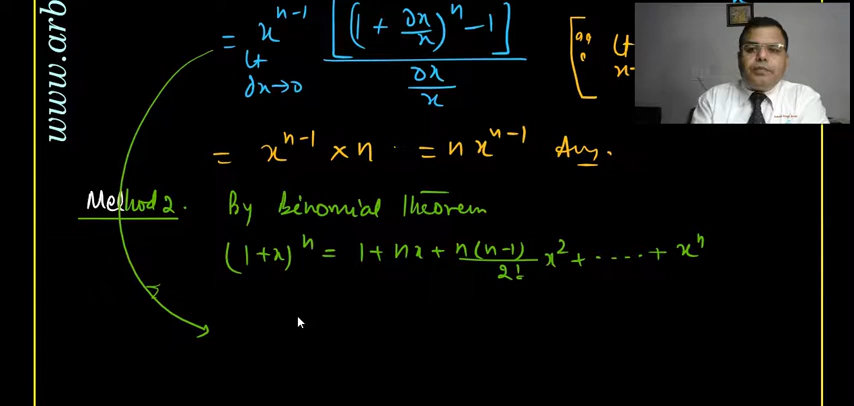 www.arb
= x^{n-1} [(1 + ∂x/x)^n - 1]
Lt
∂x→0
∂x/x
Lt
x→
= x^{n-1} × n · = n x^{n-1} Ans.
Method 2. By Binomial Theorem
(1+x)^n = 1 + nx + n(n-1)/2! x^2 + ..... + x^n